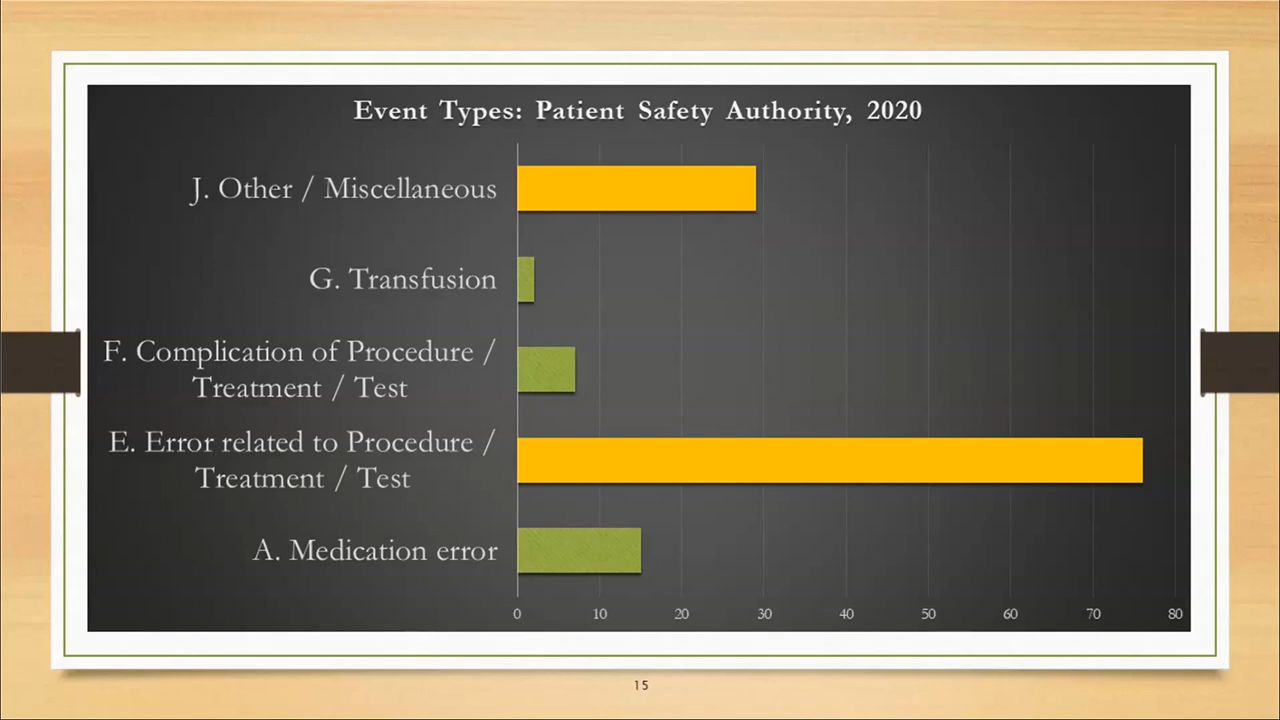 Event Types: Patient Safety Authority, 2020
J. Other / Miscellaneous
G. Transfusion
F. Complication of Procedure /
Treatment / Test
E. Error related to Procedure /
Treatment / Test
A. Medication error
0 10 20 30 40 50 60 70 80
15